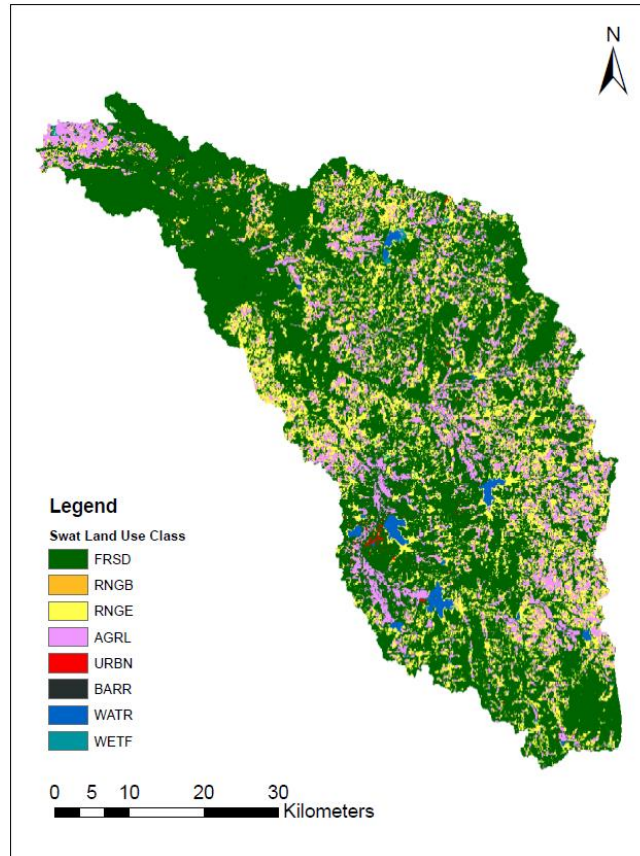 N
Legend
Swat Land Use Class
FRSD
RNGB
RNGE
AGRL
URBN
BARR
WATR
WETF
0 5 10 20 30
Kilometers